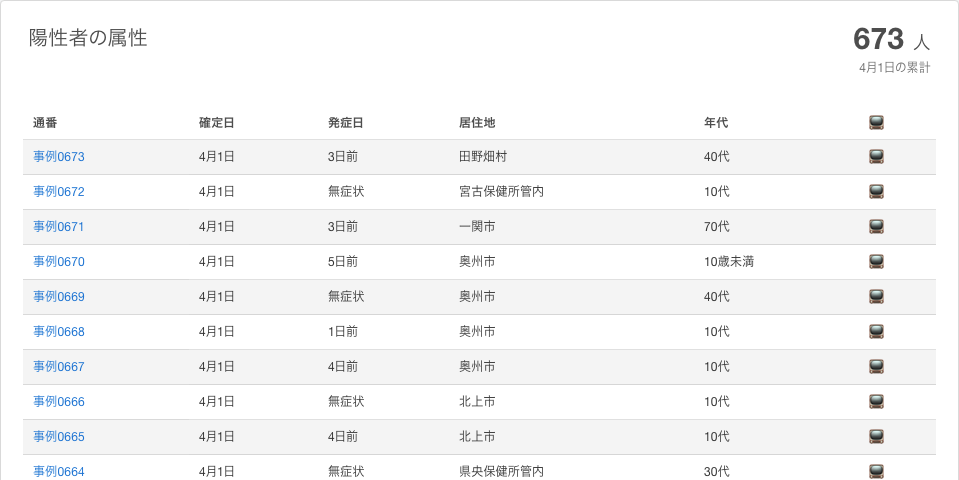 陽性者の属性
673 人
4月1日の累計
通番 確定日 発症日 居住地 年代
事例0673 4月1日 3日前 田野畑村 40代
事例0672 4月1日 無症状 宮古保健所管内 10代
事例0671 4月1日 3日前 一関市 70代
事例0670 4月1日 5日前 奥州市 10歳未満
事例0669 4月1日 無症状 奥州市 40代
事例0668 4月1日 1日前 奥州市 10代
事例0667 4月1日 4日前 奥州市 10代
事例0666 4月1日 無症状 北上市 10代
事例0665 4月1日 4日前 北上市 10代
事例0664 4月1日 無症状 県央保健所管内 30代